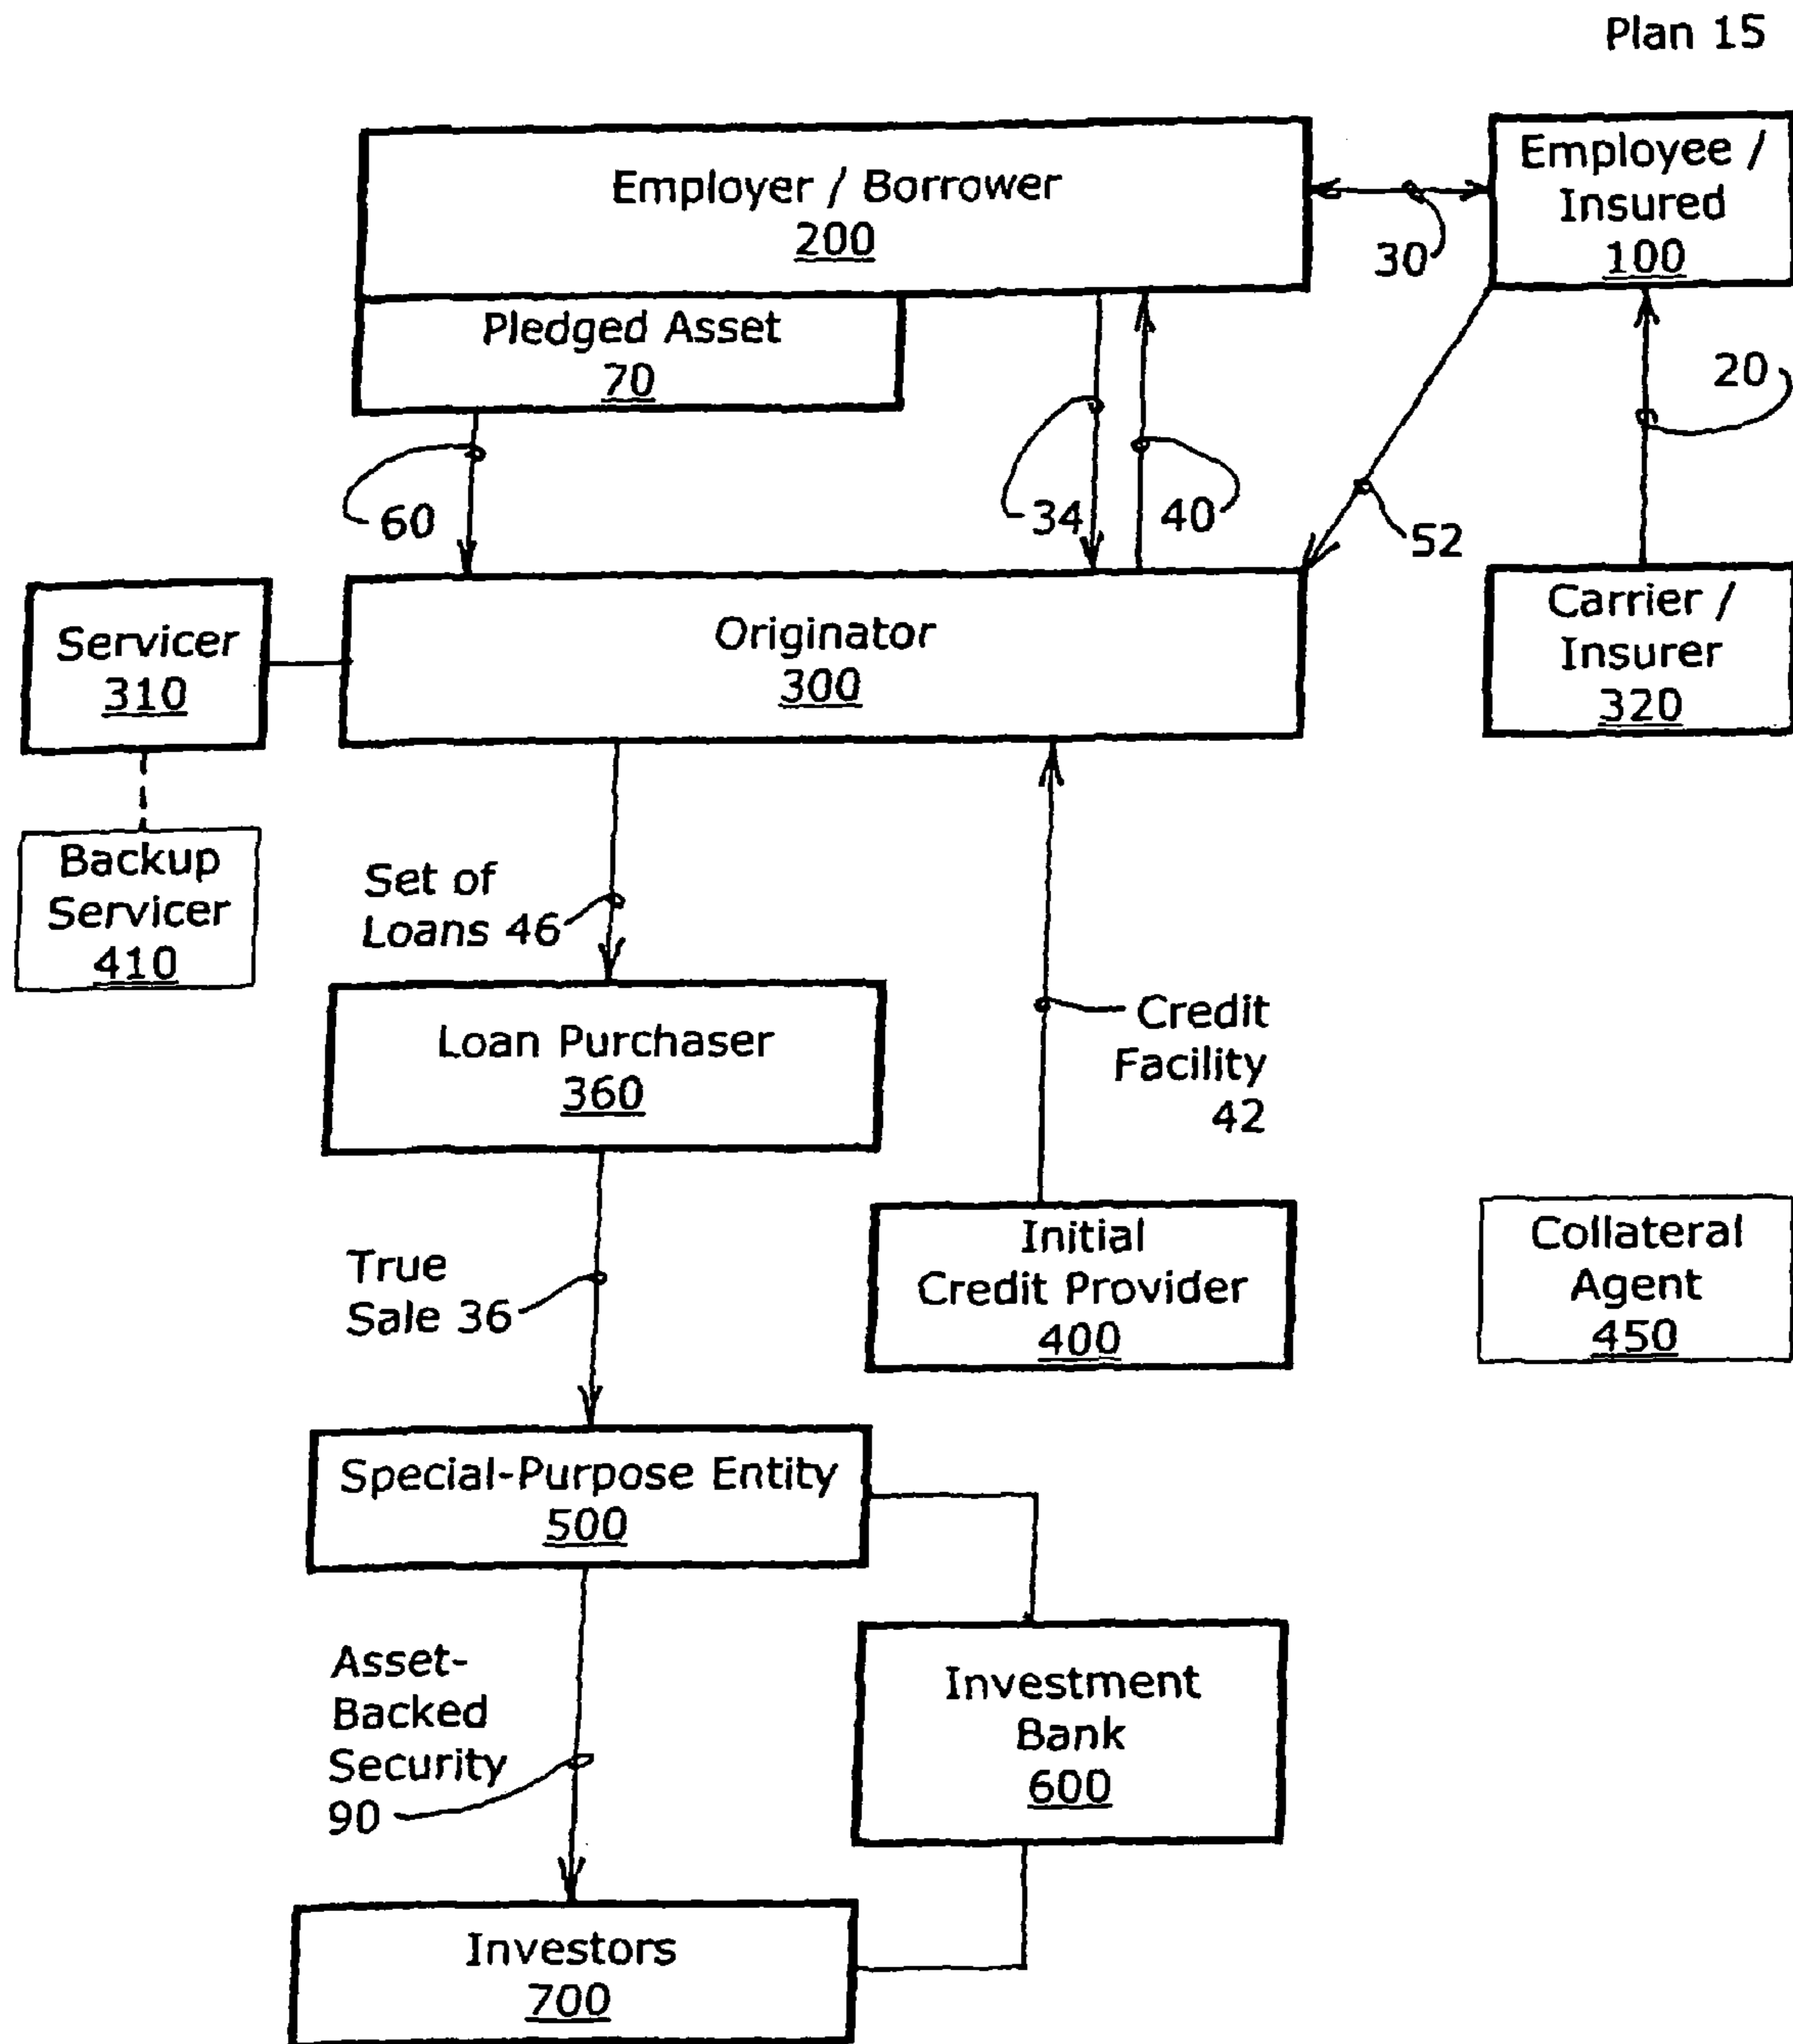 Plan 15
Employer / Borrower
200
Employee /
Insured
100
30
Pledged Asset
70
20
60
34
40
52
Servicer
310
Originator
300
Carrier /
Insurer
320
Backup
Servicer
410
Set of
Loans 46
Loan Purchaser
360
Credit
Facility
42
True
Sale 36
Initial
Credit Provider
400
Collateral
Agent
450
Special-Purpose Entity
500
Asset-
Backed
Security
90
Investment
Bank
600
Investors
700